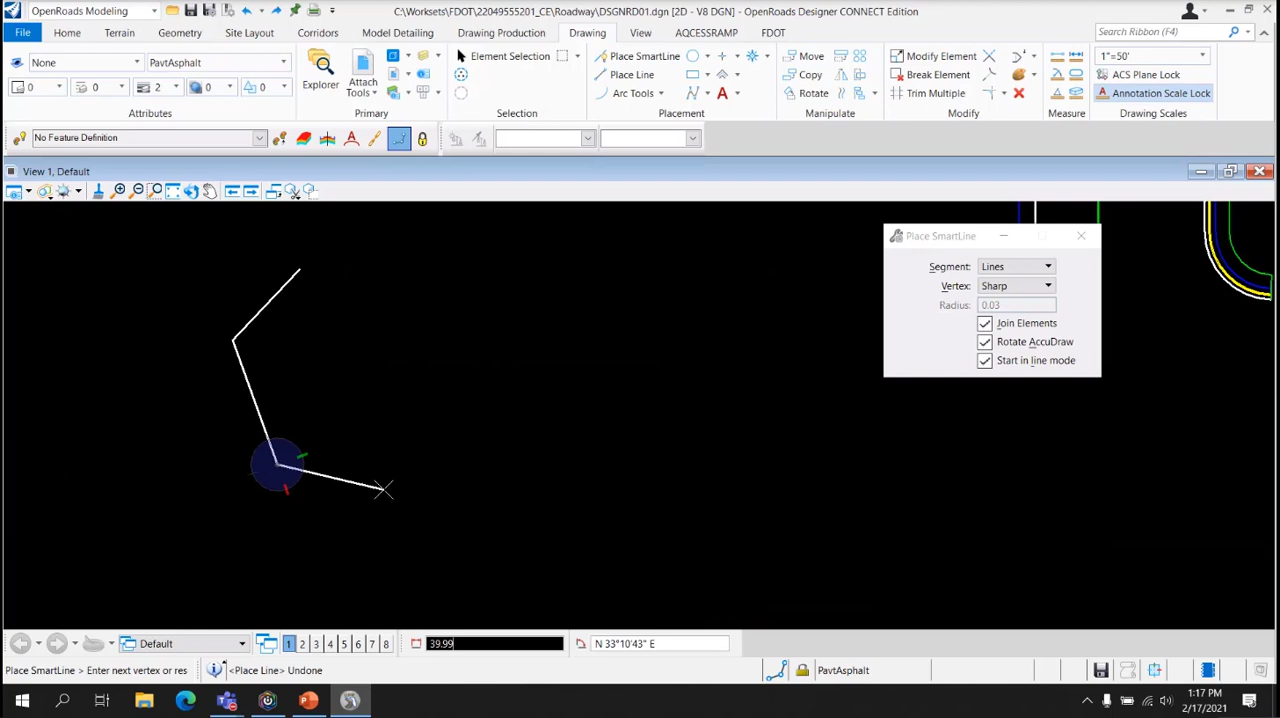 OpenRoads Modeling
C:\Worksets\FDOT\22049555201_CE\Roadway\DSGNRD01.dgn [2D - V8 DGN] - OpenRoads Designer CONNECT Edition
File Home Terrain Geometry Site Layout Corridors Model Detailing Drawing Production Drawing View AQCESSRAMP FDOT Search Ribbon (F4)
None PavtAsphalt Explorer Attach Tools Element Selection Place SmartLine Move Modify Element 1"=50'
Place Line Copy Break Element ACS Plane Lock
0 0 2 0 0 Arc Tools Rotate Trim Multiple Annotation Scale Lock
Attributes Primary Selection Placement Manipulate Modify Measure Drawing Scales
No Feature Definition
View 1, Default
Place SmartLine
Segment: Lines
Vertex: Sharp
Radius: 0.03
Join Elements
Rotate AccuDraw
Start in line mode
Default 1 2 3 4 5 6 7 8 39.99 N 33°10'43" E
Place SmartLine > Enter next vertex or res <Place Line> Undone PavtAsphalt
1:17 PM
2/17/2021